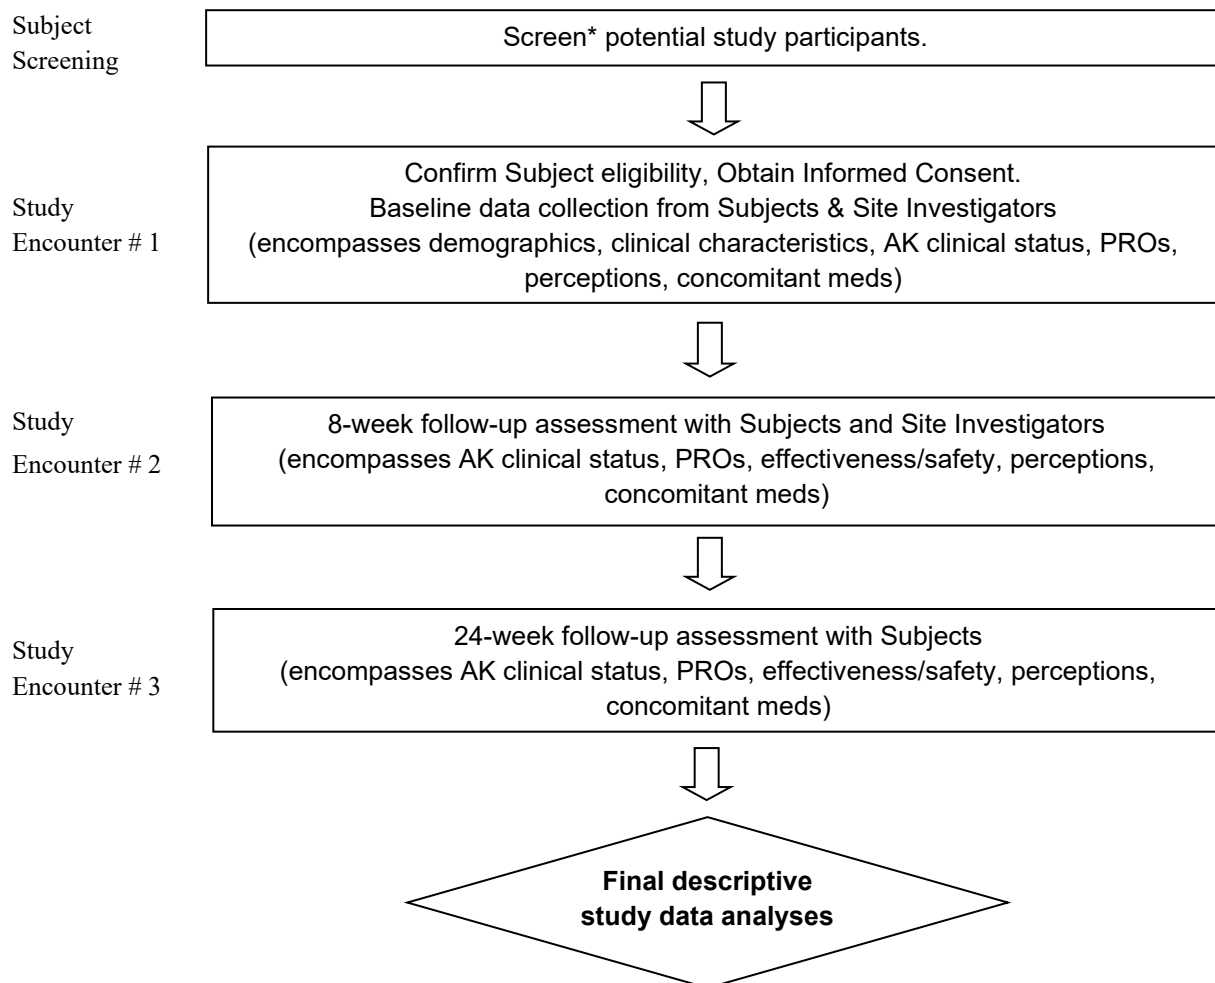 Subject
Screening
Screen* potential study participants.
Study
Encounter # 1
Confirm Subject eligibility, Obtain Informed Consent.
Baseline data collection from Subjects & Site Investigators
(encompasses demographics, clinical characteristics, AK clinical status, PROs,
perceptions, concomitant meds)
Study
Encounter # 2
8-week follow-up assessment with Subjects and Site Investigators
(encompasses AK clinical status, PROs, effectiveness/safety, perceptions,
concomitant meds)
Study
Encounter # 3
24-week follow-up assessment with Subjects
(encompasses AK clinical status, PROs, effectiveness/safety, perceptions,
concomitant meds)
Final descriptive
study data analyses